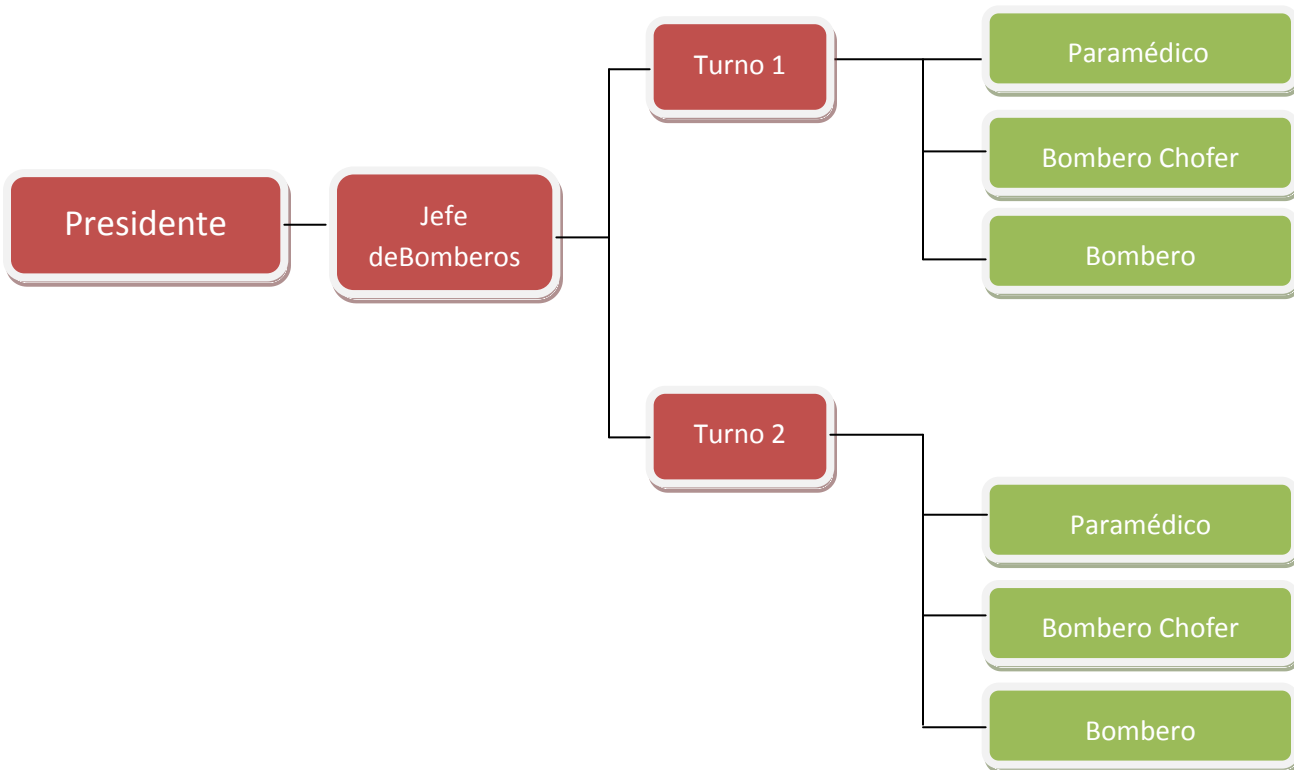 Presidente
Jefe
deBomberos
Turno 1
Paramédico
Bombero Chofer
Bombero
Turno 2
Paramédico
Bombero Chofer
Bombero